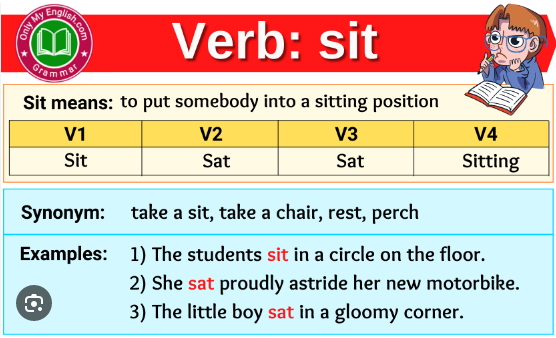 Only My English.com
Grammar
Verb: sit
Sit means: to put somebody into a sitting position
V1 V2 V3 V4
Sit Sat Sat Sitting
Synonym: take a sit, take a chair, rest, perch
Examples: 1) The students sit in a circle on the floor.
2) She sat proudly astride her new motorbike.
3) The little boy sat in a gloomy corner.